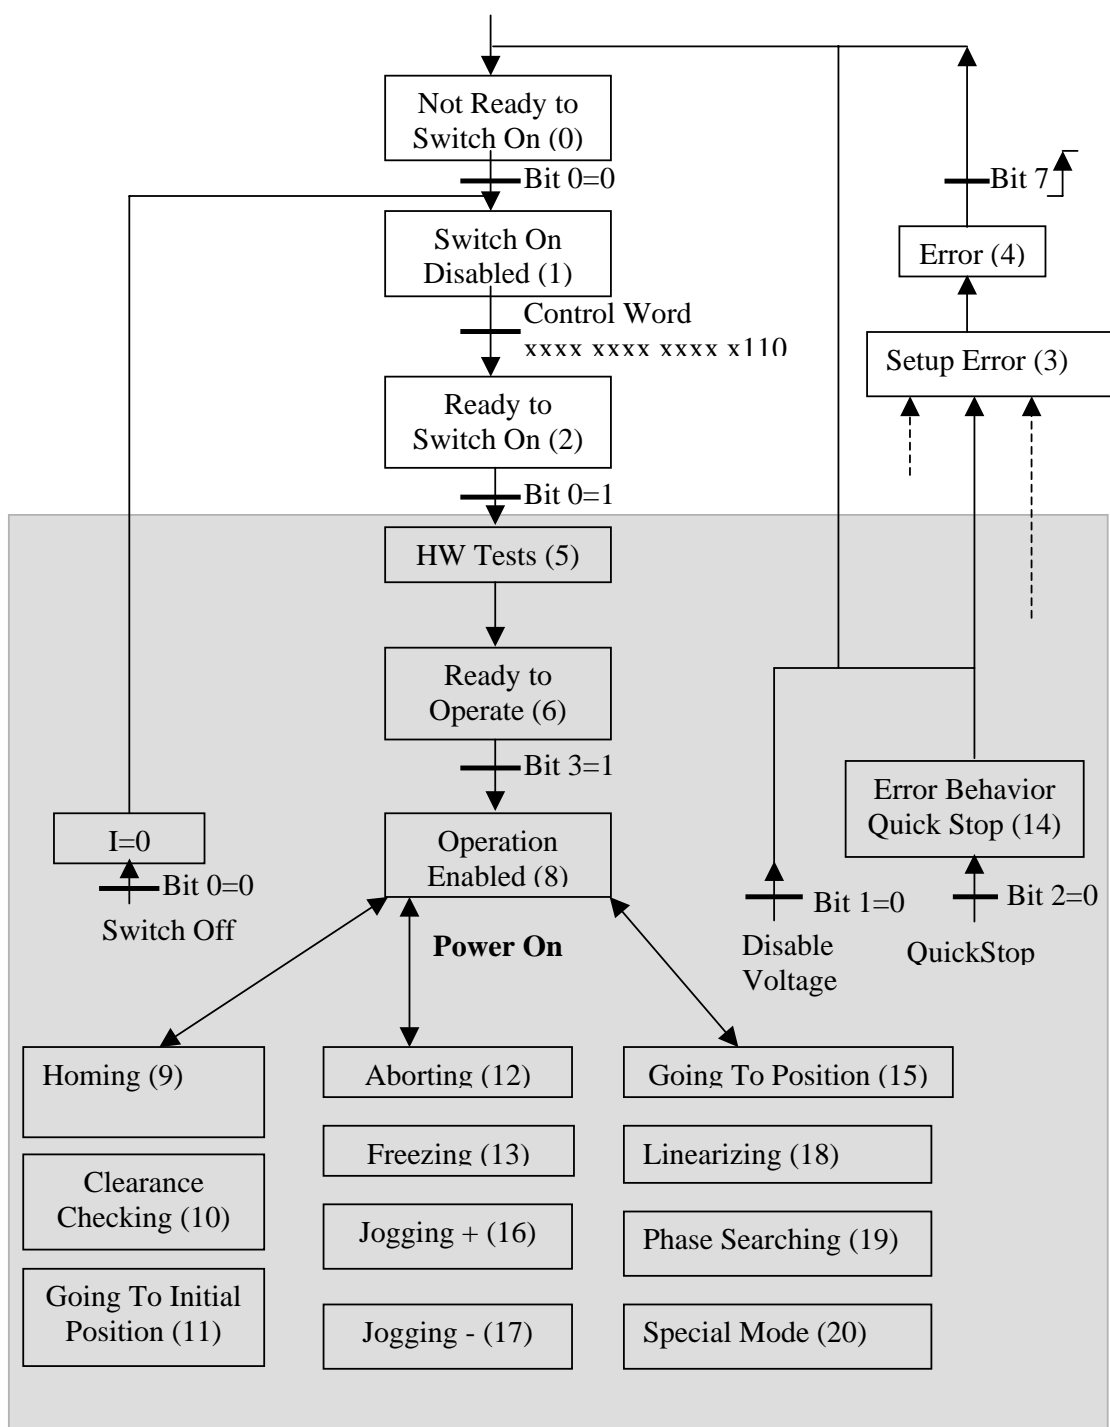 Not Ready to
Switch On (0)
Bit 0=0
Bit 7
Switch On
Disabled (1)
Error (4)
Control Word
xxxx xxxx xxxx x110
Setup Error (3)
Ready to
Switch On (2)
Bit 0=1
HW Tests (5)
Ready to
Operate (6)
Bit 3=1
Error Behavior
Quick Stop (14)
I=0
Operation
Enabled (8)
Bit 0=0
Switch Off
Bit 1=0
Bit 2=0
Power On
Disable
Voltage
QuickStop
Homing (9)
Aborting (12)
Going To Position (15)
Freezing (13)
Linearizing (18)
Clearance
Checking (10)
Jogging + (16)
Phase Searching (19)
Going To Initial
Position (11)
Jogging - (17)
Special Mode (20)